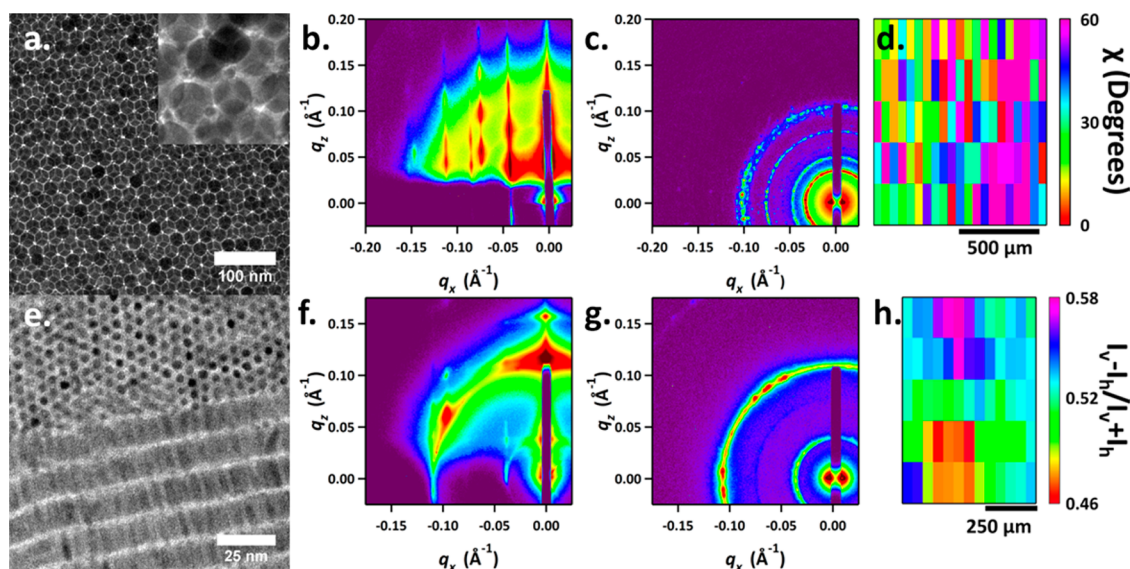 a.
100 nm
b.
0.20
0.15
0.10
0.05
0.00
qz (Å-1)
-0.20 -0.15 -0.10 -0.05 0.00
qx (Å-1)
c.
0.20
0.15
0.10
0.05
0.00
qz (Å-1)
-0.20 -0.15 -0.10 -0.05 0.00
qx (Å-1)
d.
500 µm
60
30
0
χ (Degrees)
e.
25 nm
f.
0.15
0.10
0.05
0.00
qz (Å-1)
-0.15 -0.10 -0.05 0.00
qx (Å-1)
g.
0.15
0.10
0.05
0.00
qz (Å-1)
-0.15 -0.10 -0.05 0.00
qx (Å-1)
h.
250 µm
0.58
0.52
0.46
Iv-Ih/Iv+Ih